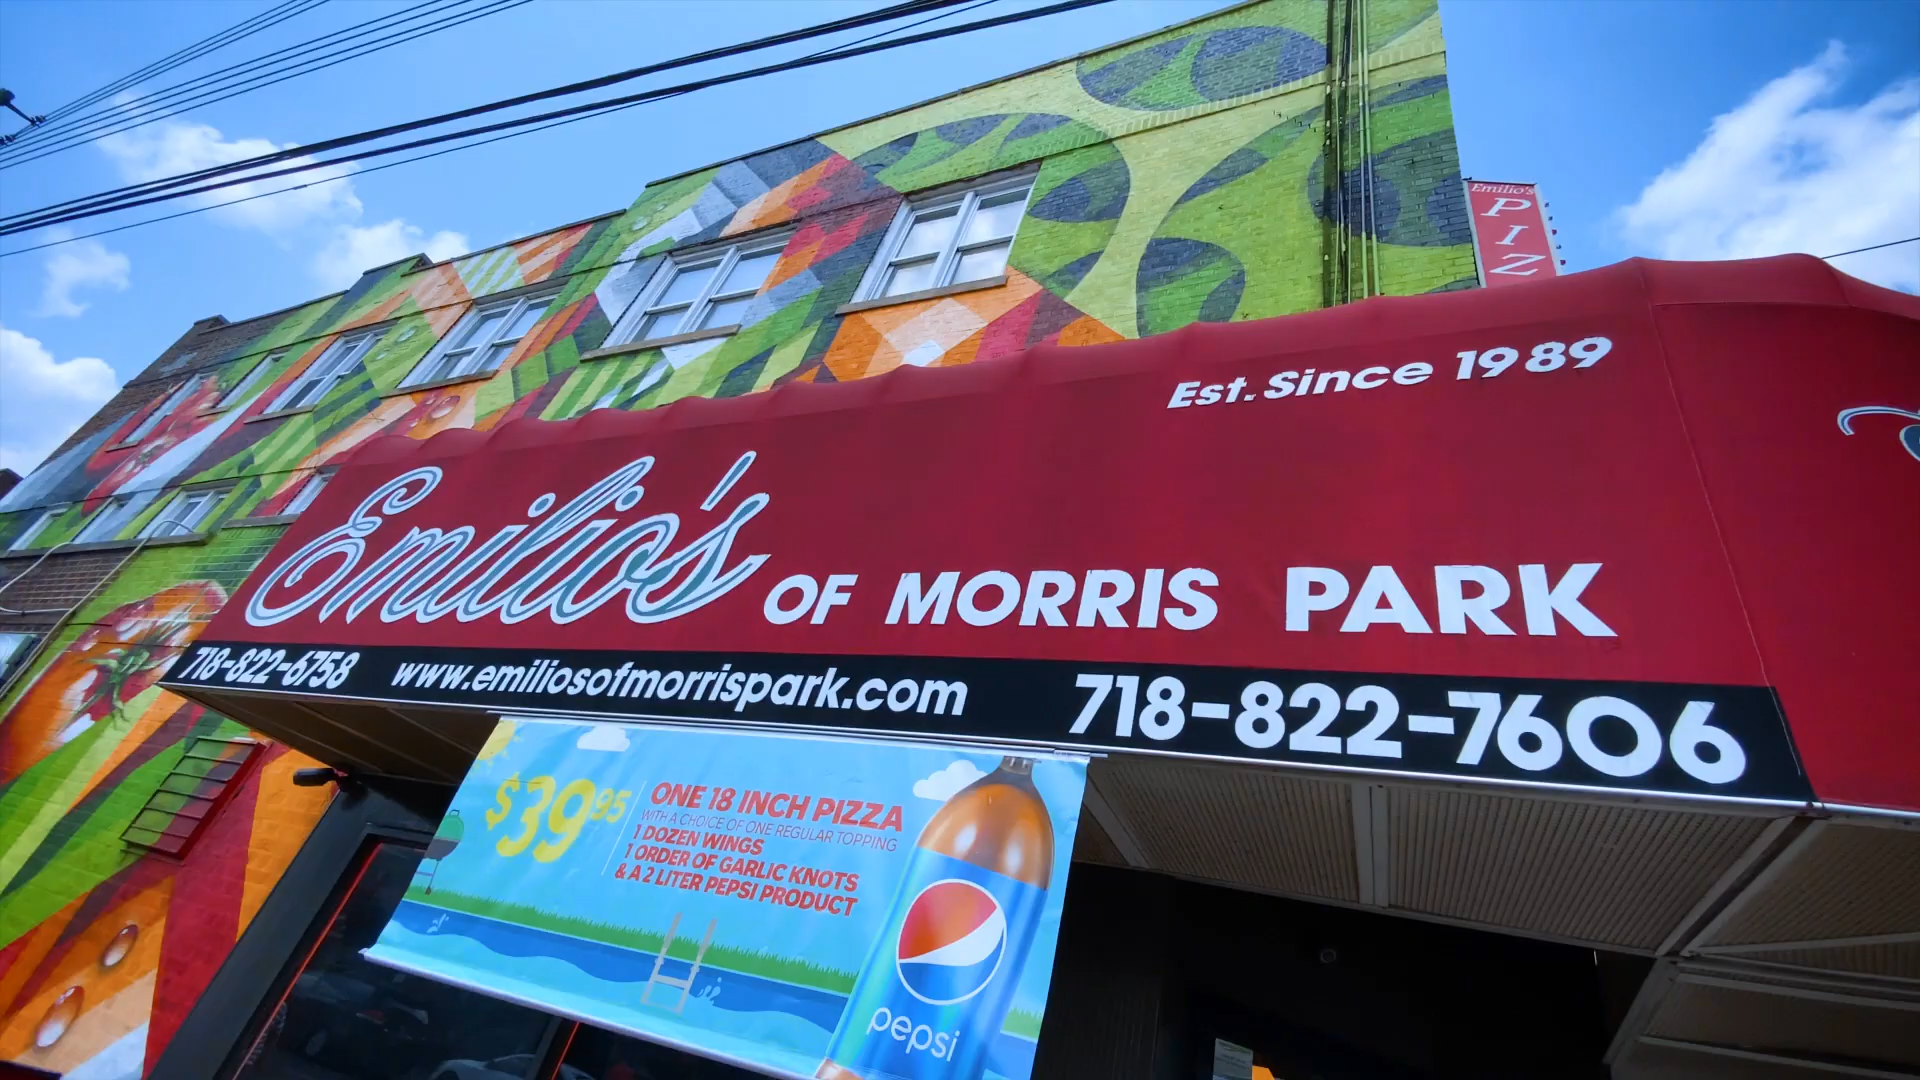 Emilio's
P
I
Z
Est. Since 1989
Emilio's OF MORRIS PARK
718-822-6758 www.emiliosofmorrispark.com 718-822-7606
$39.95
ONE 18 INCH PIZZA
WITH A CHOICE OF ONE REGULAR TOPPING
1 DOZEN WINGS
1 ORDER OF GARLIC KNOTS
& A 2 LITER PEPSI PRODUCT
pepsi